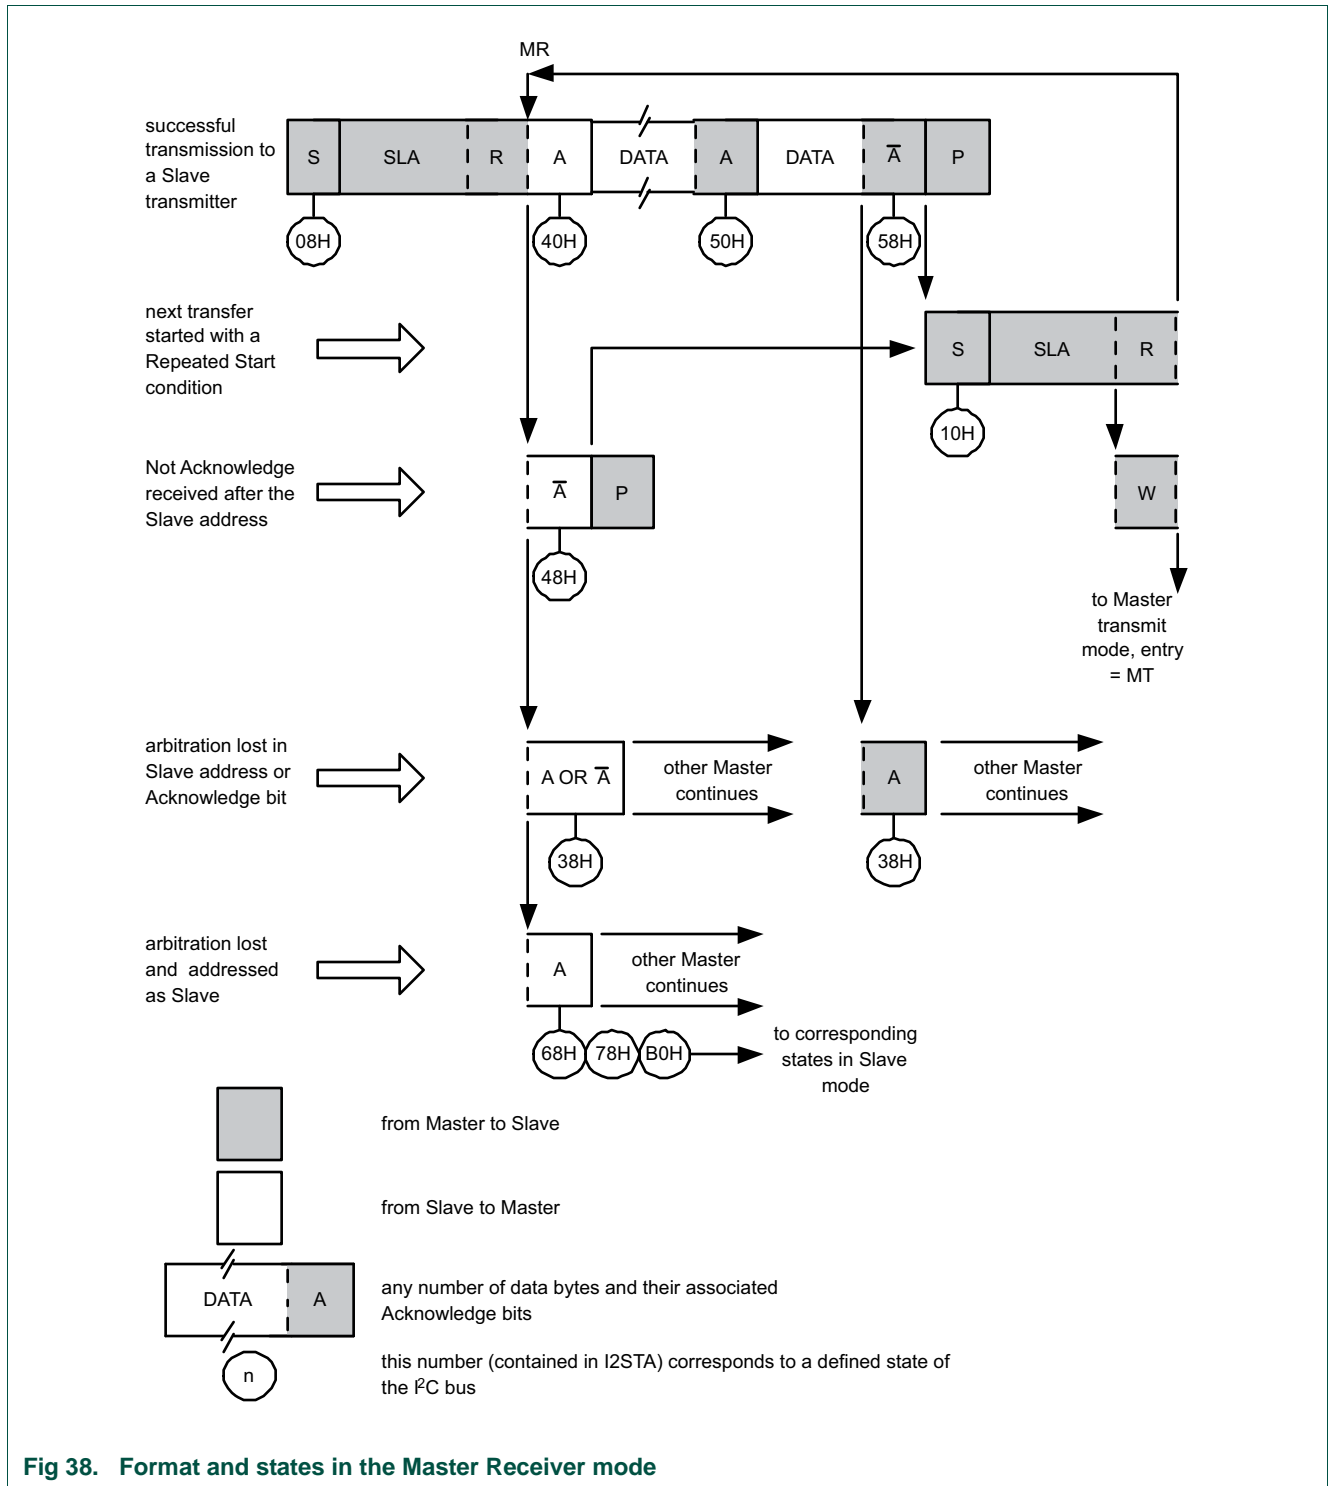 MR
successful
transmission to
a Slave
transmitter
S SLA R A DATA A DATA A̅ P
08H 40H 50H 58H
next transfer
started with a
Repeated Start
condition
S SLA R
10H
Not Acknowledge
received after the
Slave address
A̅ P
W
48H
to Master
transmit
mode, entry
= MT
arbitration lost in
Slave address or
Acknowledge bit
A OR A̅
other Master
continues
A
other Master
continues
38H 38H
arbitration lost
and addressed
as Slave
A
other Master
continues
68H 78H B0H
to corresponding
states in Slave
mode
from Master to Slave
from Slave to Master
DATA A
any number of data bytes and their associated
Acknowledge bits
n
this number (contained in I2STA) corresponds to a defined state of
the I²C bus
Fig 38. Format and states in the Master Receiver mode